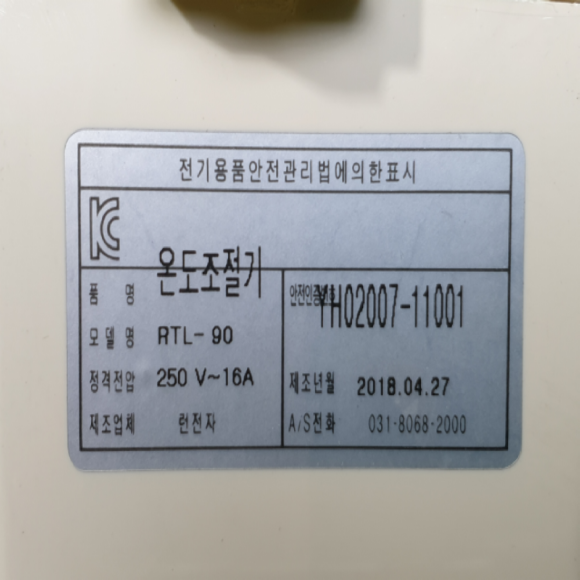 전기용품안전관리법에의한표시
KC
품 명 온도조절기
모델명 RTL-90
정격전압 250 V~16A
제조업체 런전자
안전인증번호 YH02007-11001
제조년월 2018.04.27
A/S전화 031-8068-2000